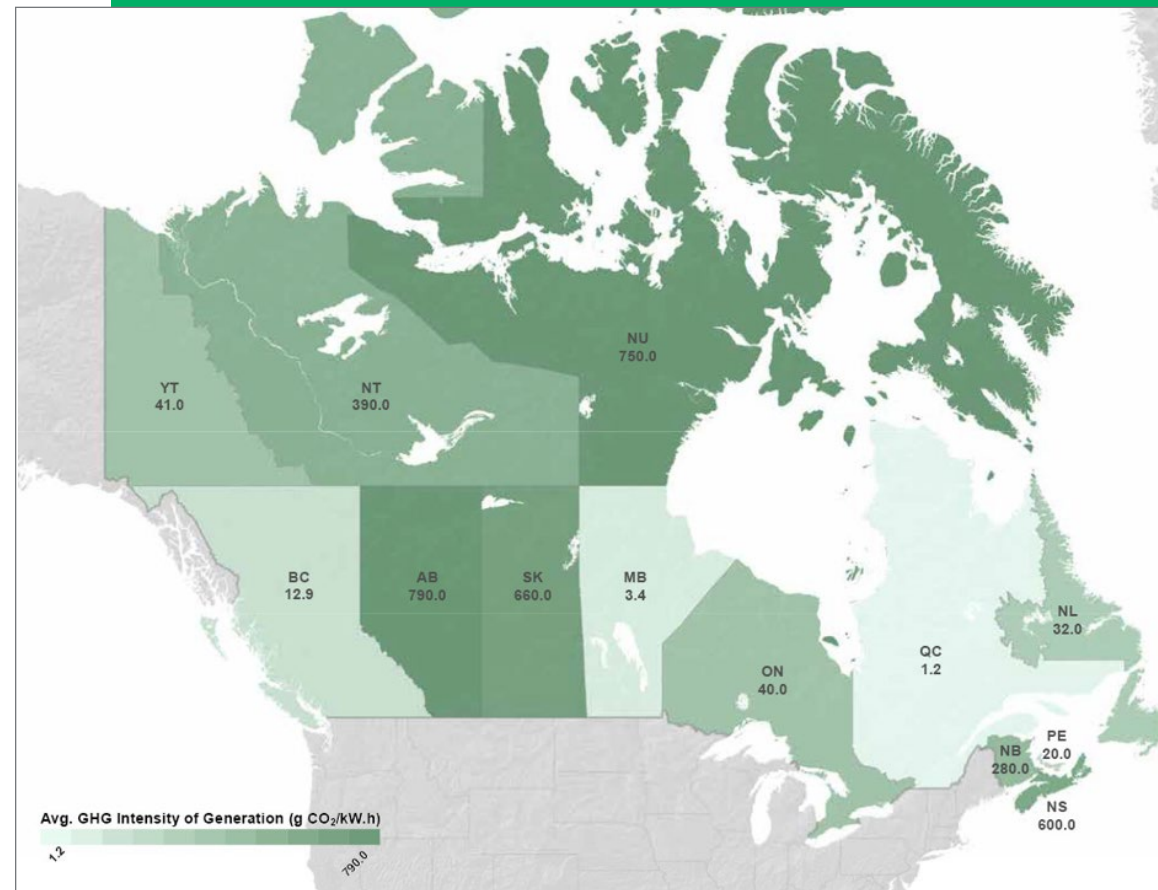 NU
750.0
YT
41.0
NT
390.0
BC
12.9
AB
790.0
SK
660.0
MB
3.4
NL
32.0
QC
1.2
ON
40.0
PE
20.0
NB
280.0
NS
600.0
Avg. GHG Intensity of Generation (g CO₂/kW.h)
1.2
790.0